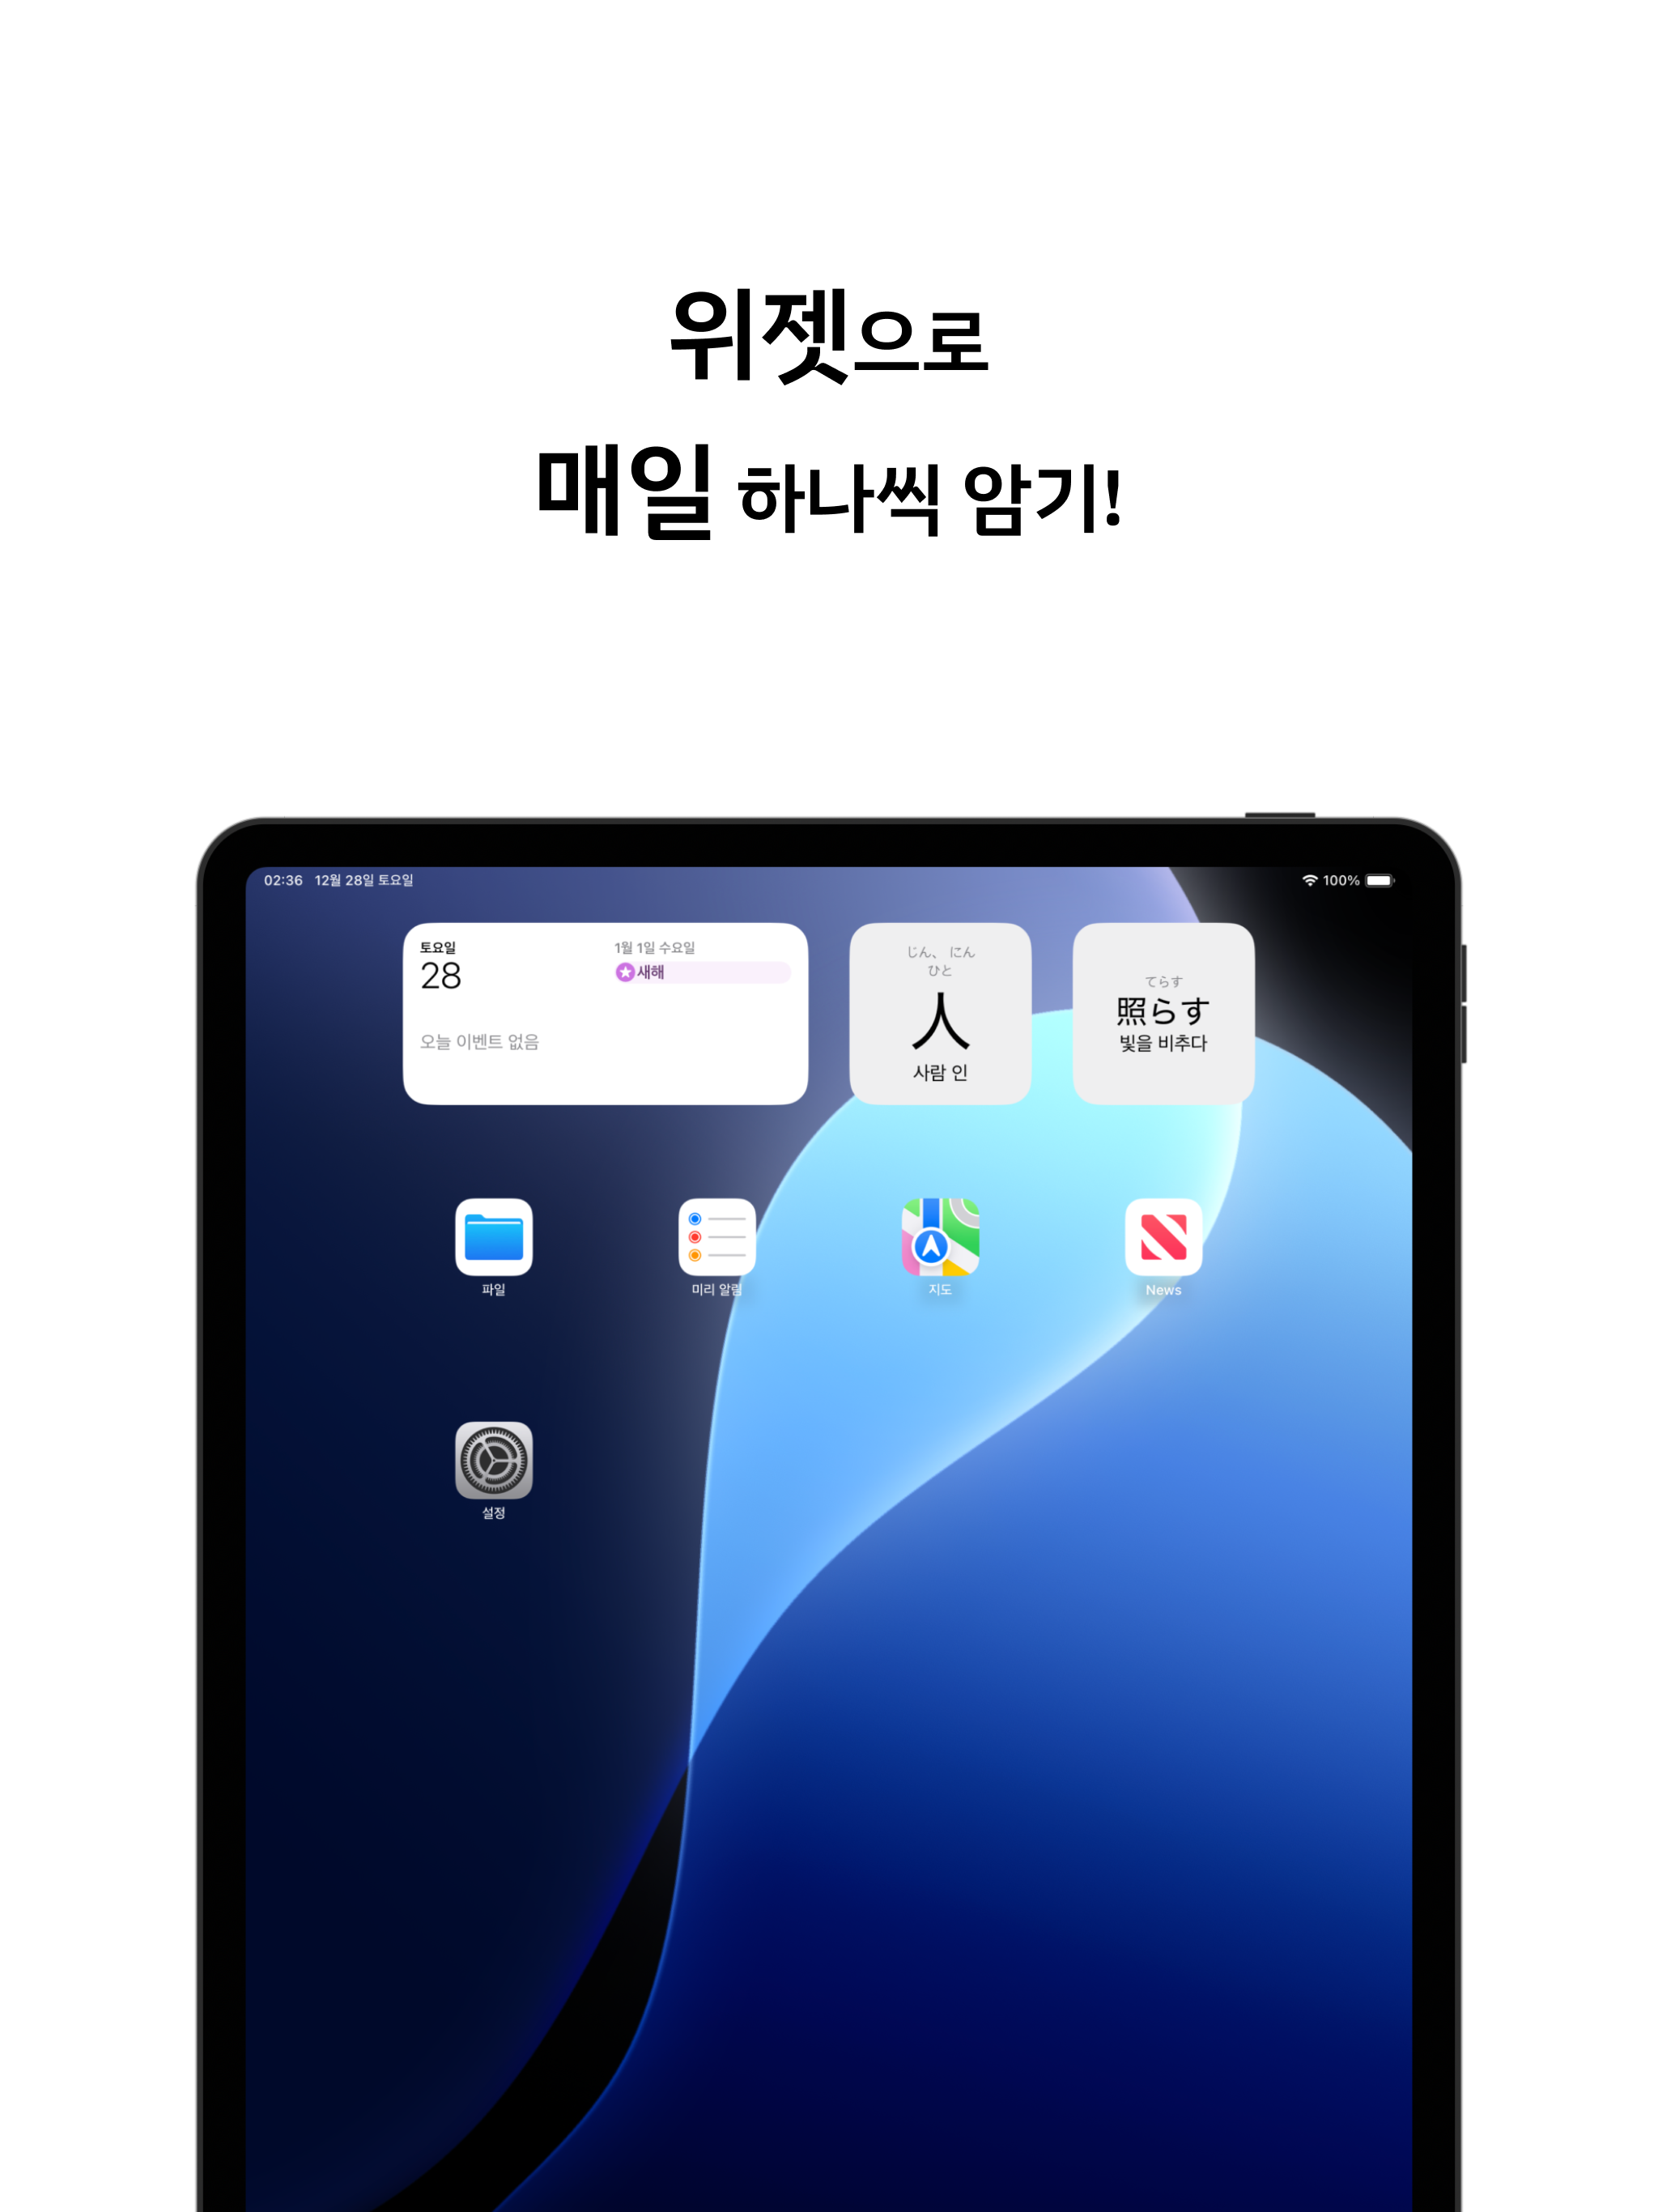 위젯으로
매일 하나씩 암기!
02:36 12월 28일 토요일
100%
토요일
28
오늘 이벤트 없음
1월 1일 수요일
새해
じん、 にん
ひと
人
사람 인
てらす
照らす
빛을 비추다
파일
미리 알림
지도
News
설정